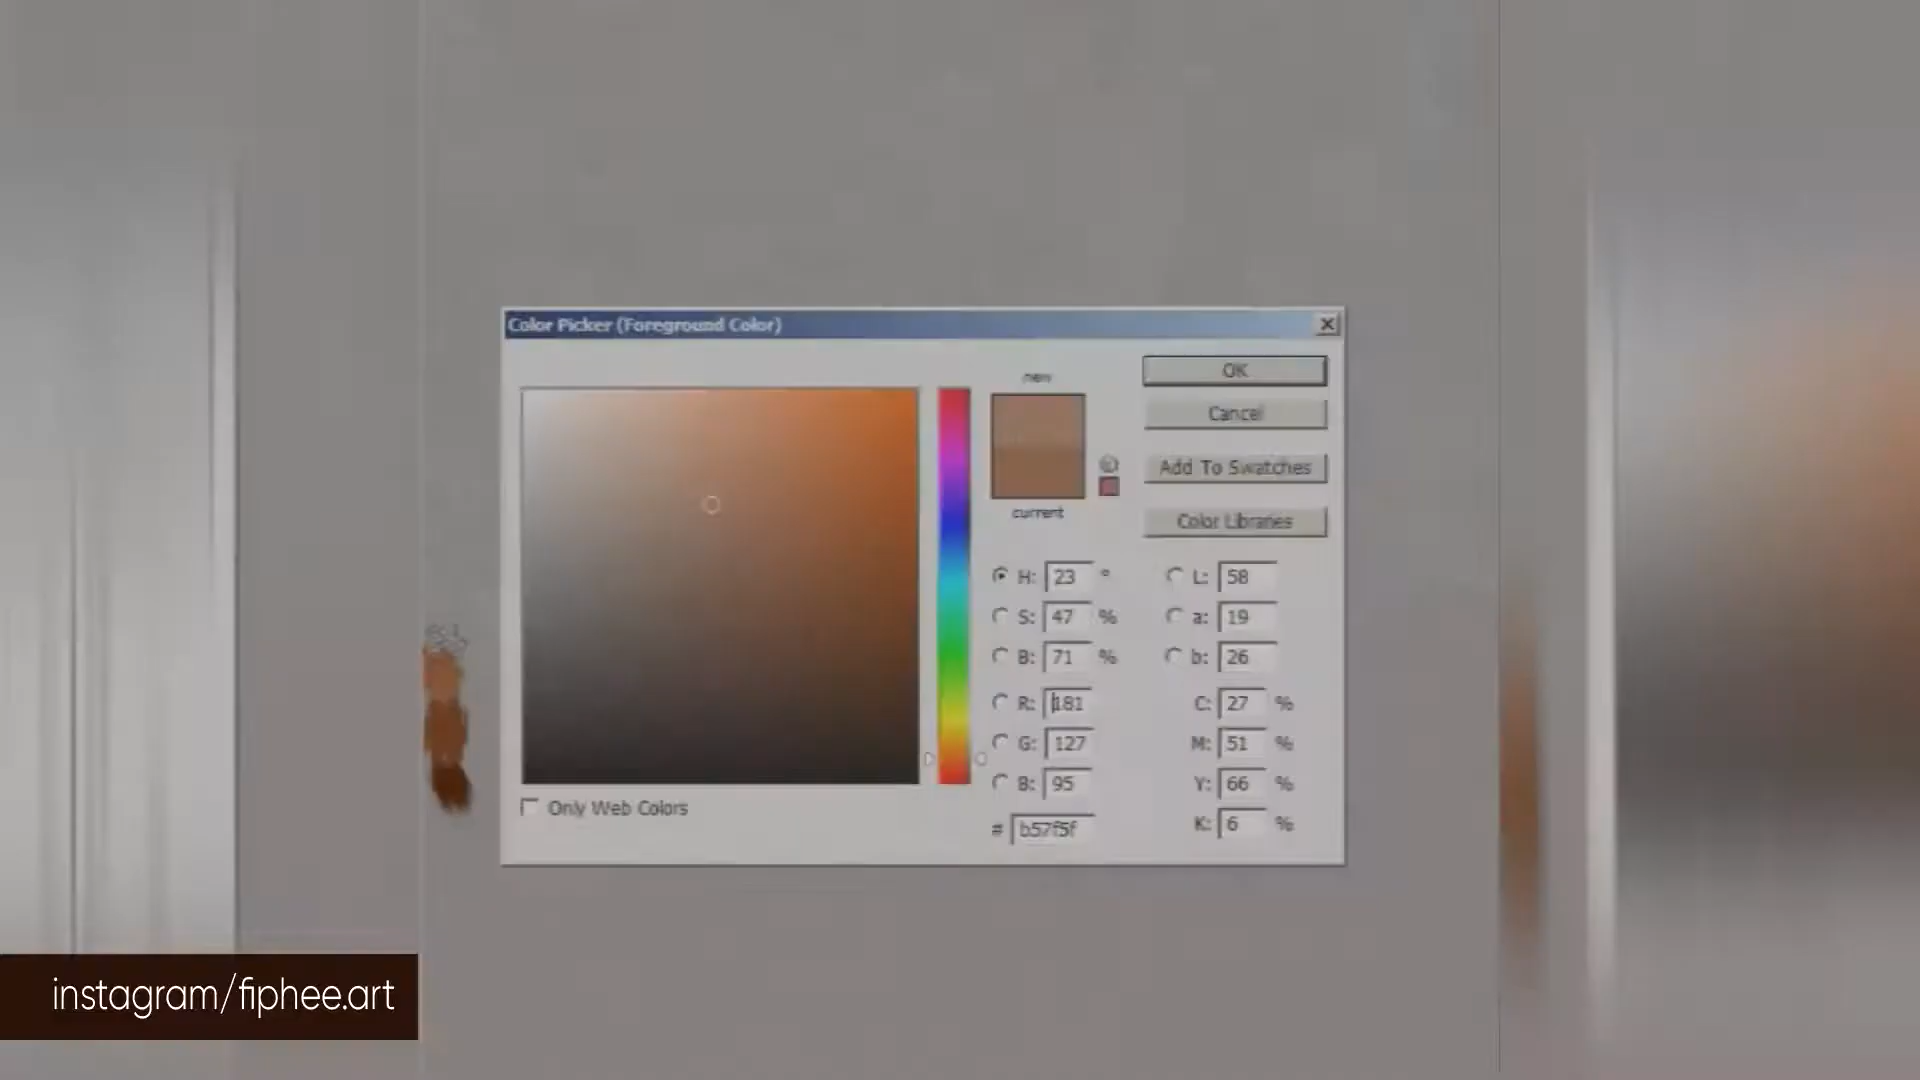 Color Picker (Foreground Color)
new
OK
Cancel
Add To Swatches
Color Libraries
current
H: 23 °
L: 58
S: 47 %
a: 19
B: 71 %
b: 26
R: 181
C: 27 %
G: 127
M: 51 %
B: 95
Y: 66 %
# b57f5f
K: 6 %
Only Web Colors
instagram/fiphee.art